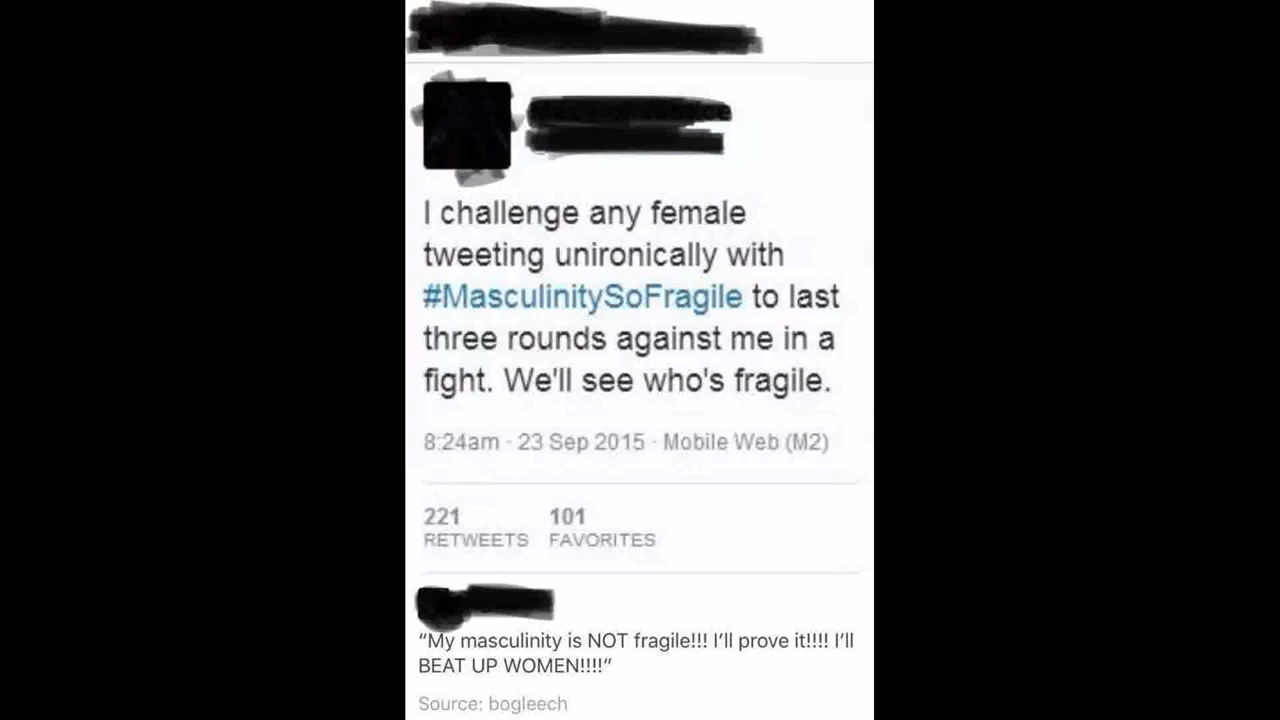 I challenge any female
tweeting unironically with
#MasculinitySoFragile to last
three rounds against me in a
fight. We'll see who's fragile.
8:24am · 23 Sep 2015 · Mobile Web (M2)
221 101
RETWEETS FAVORITES
“My masculinity is NOT fragile!!! I’ll prove it!!!! I’ll
BEAT UP WOMEN!!!!”
Source: bogleech